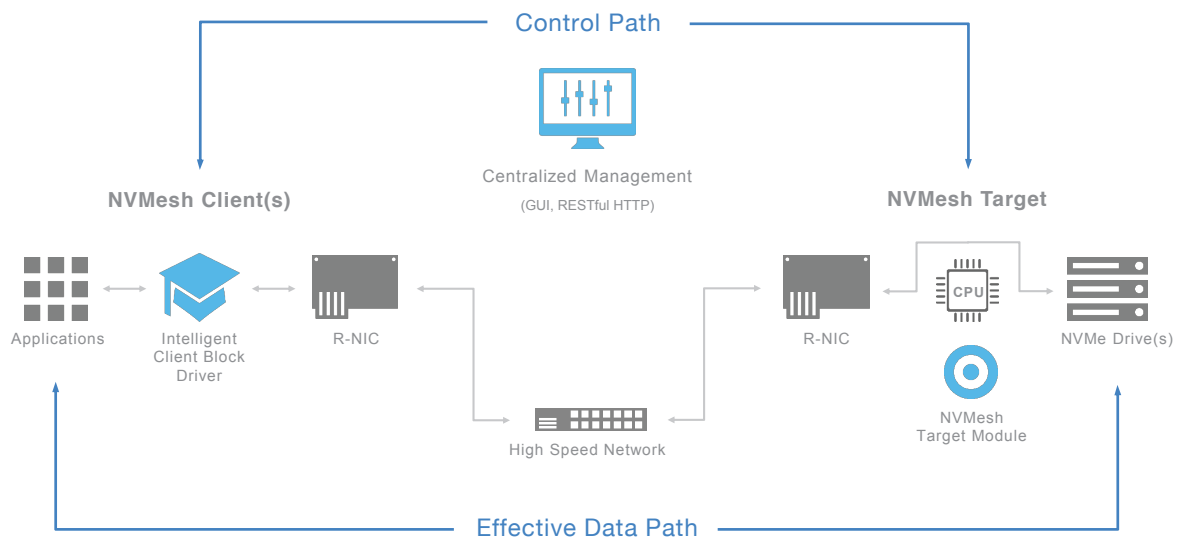 Control Path
Centralized Management
(GUI, RESTful HTTP)
NVMesh Client(s)
NVMesh Target
CPU
Applications
Intelligent
Client Block
Driver
R-NIC
R-NIC
NVMe Drive(s)
NVMesh
Target Module
High Speed Network
Effective Data Path